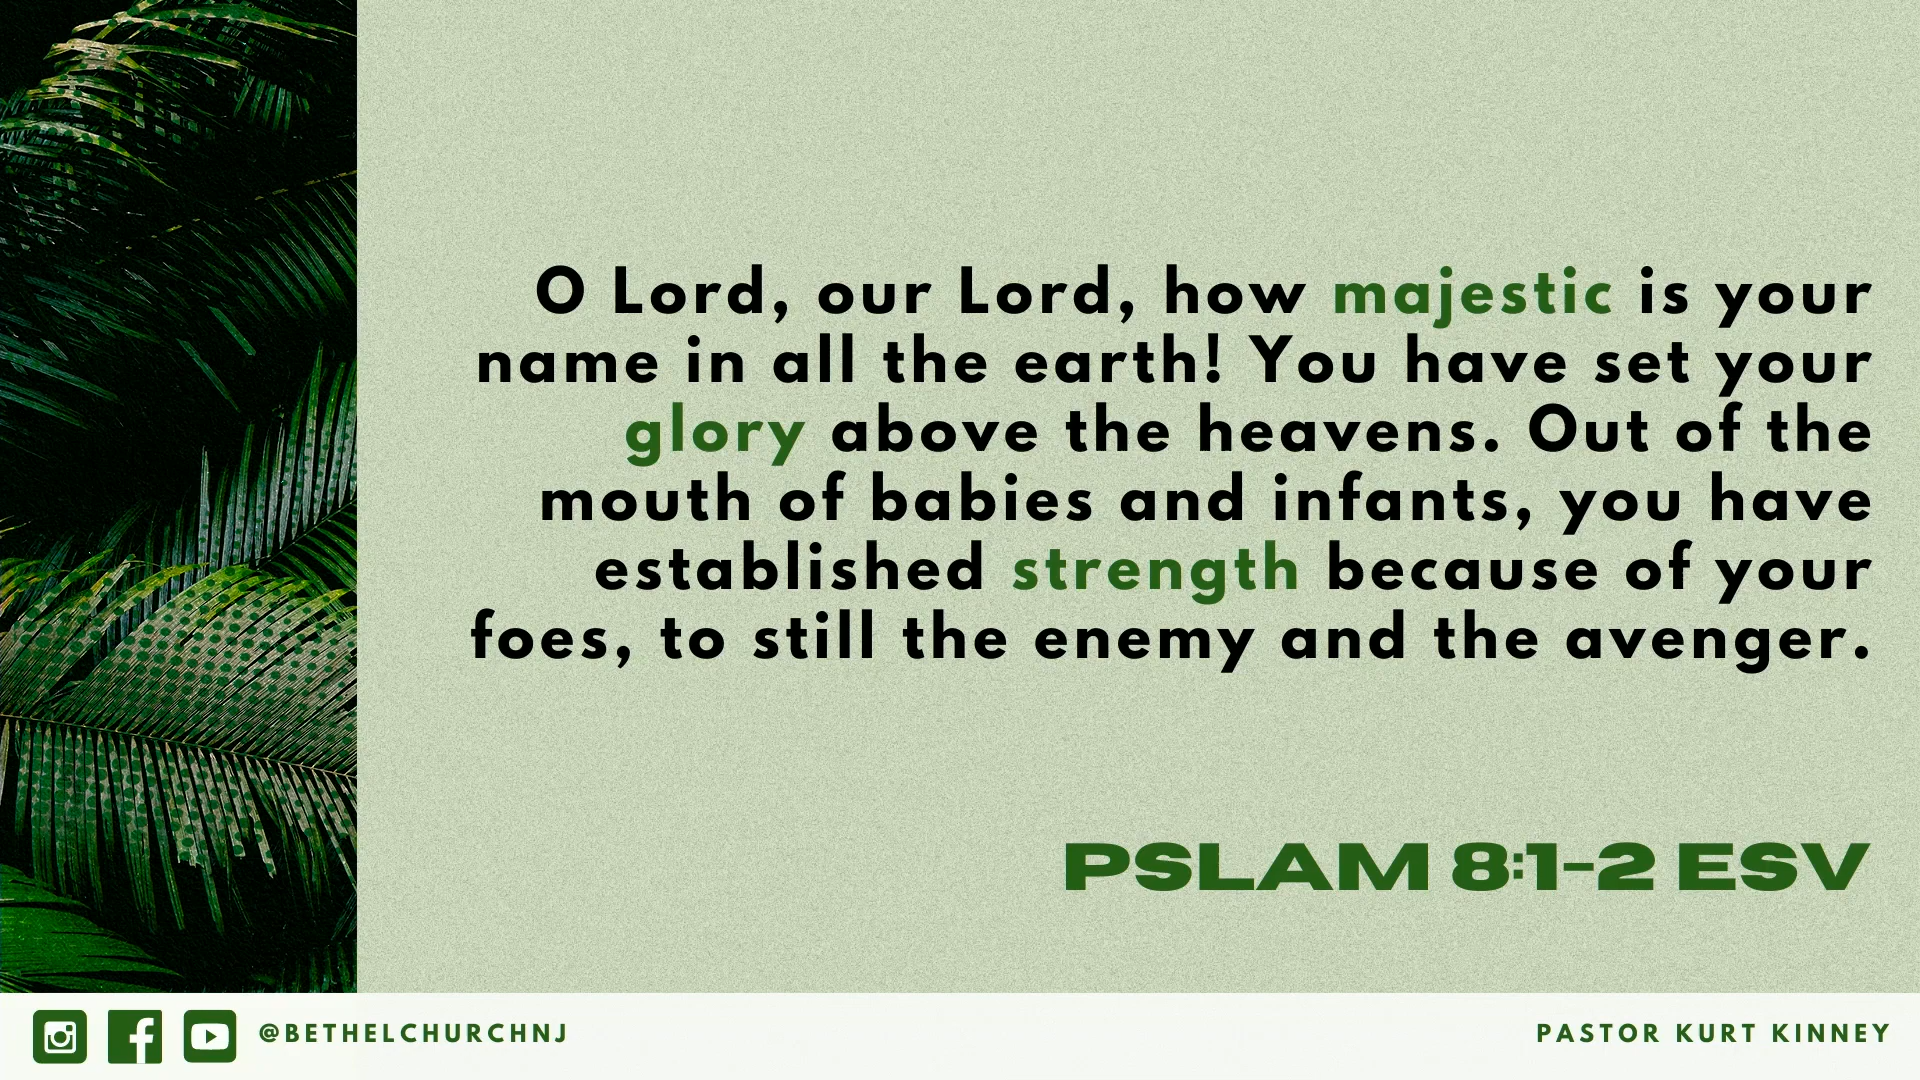 O Lord, our Lord, how majestic is your
name in all the earth! You have set your
glory above the heavens. Out of the
mouth of babies and infants, you have
established strength because of your
foes, to still the enemy and the avenger.
PSLAM 8:1-2 ESV
@BETHELCHURCHNJ
PASTOR KURT KINNEY